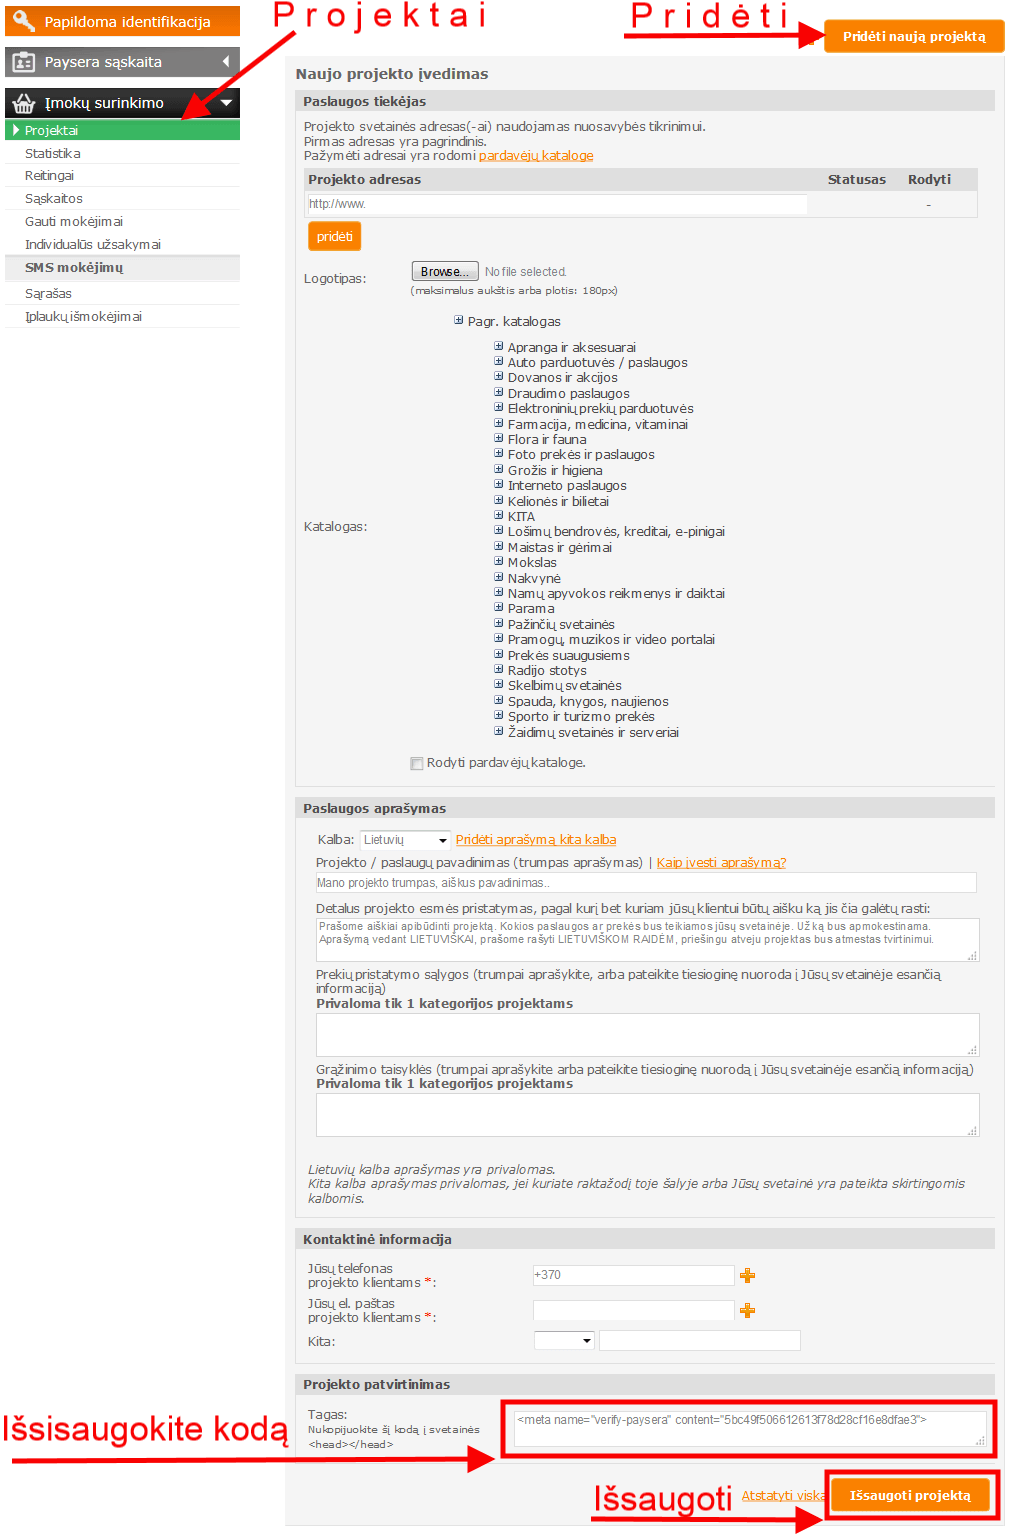 Projektai
Pridėti
Papildoma identifikacija
Pridėti naują projektą
Paysera sąskaita
Įmokų surinkimo
Projektai
Statistika
Reitingai
Sąskaitos
Gauti mokėjimai
Individualūs užsakymai
SMS mokėjimų
Sąrašas
Įplaukų išmokėjimai
Naujo projekto įvedimas
Paslaugos tiekėjas
Projekto svetainės adresas(-ai) naudojamas nuosavybės tikrinimui.
Pirmas adresas yra pagrindinis.
Pažymėti adresai yra rodomi pardavėjų kataloge
Projekto adresas Statusas Rodyti
http://www. -
pridėti
Logotipas: Browse... No file selected.
(maksimalus aukštis arba plotis: 180px)
Pagr. katalogas
Apranga ir aksesuarai
Auto parduotuvės / paslaugos
Dovanos ir akcijos
Draudimo paslaugos
Elektroninių prekių parduotuvės
Farmacija, medicina, vitaminai
Flora ir fauna
Foto prekės ir paslaugos
Grožis ir higiena
Interneto paslaugos
Kelionės ir bilietai
KITA
Katalogas:
Lošimų bendrovės, kreditai, e-pinigai
Maistas ir gėrimai
Mokslas
Nakvynė
Namų apyvokos reikmenys ir daiktai
Parama
Pažinčių svetainės
Pramogų, muzikos ir video portalai
Prekės suaugusiems
Radijo stotys
Skelbimų svetainės
Spauda, knygos, naujienos
Sporto ir turizmo prekės
Žaidimų svetainės ir serveriai
Rodyti pardavėjų kataloge.
Paslaugos aprašymas
Kalba: Lietuvių Pridėti aprašymą kita kalba
Projekto / paslaugų pavadinimas (trumpas aprašymas) | Kaip įvesti aprašymą?
Mano projekto trumpas, aiškus pavadinimas..
Detalus projekto esmės pristatymas, pagal kurį bet kuriam jūsų klientui būtų aišku ką jis čia galėtų rasti:
Prašome aiškiai apibūdinti projektą. Kokios paslaugos ar prekės bus teikiamos jūsų svetainėje. Už ką bus apmokestinama.
Aprašymą vedant LIETUVIŠKAI, prašome rašyti LIETUVIŠKOM RAIDĖM, priešingu atveju projektas bus atmestas tvirtinimui.
Prekių pristatymo sąlygos (trumpai aprašykite, arba pateikite tiesioginę nuoroda į Jūsų svetainėje esančią
informaciją)
Privaloma tik 1 kategorijos projektams
Grąžinimo taisyklės (trumpai aprašykite arba pateikite tiesioginę nuorodą į Jūsų svetainėje esančią informaciją)
Privaloma tik 1 kategorijos projektams
Lietuvių kalba aprašymas yra privalomas.
Kita kalba aprašymas privalomas, jei kuriate raktažodį toje šalyje arba Jūsų svetainė yra pateikta skirtingomis
kalbomis.
Kontaktinė informacija
Jūsų telefonas
projekto klientams *: +370
Jūsų el. paštas
projekto klientams *:
Kita:
Projekto patvirtinimas
Išsisaugokite kodą
Tagas:
Nukopijuokite šį kodą į svetainės
<head></head>
<meta name="verify-paysera" content="5bc49f506612613f78d28cf16e8dfae3">
Išsaugoti
Atstatyti viska
Išsaugoti projektą